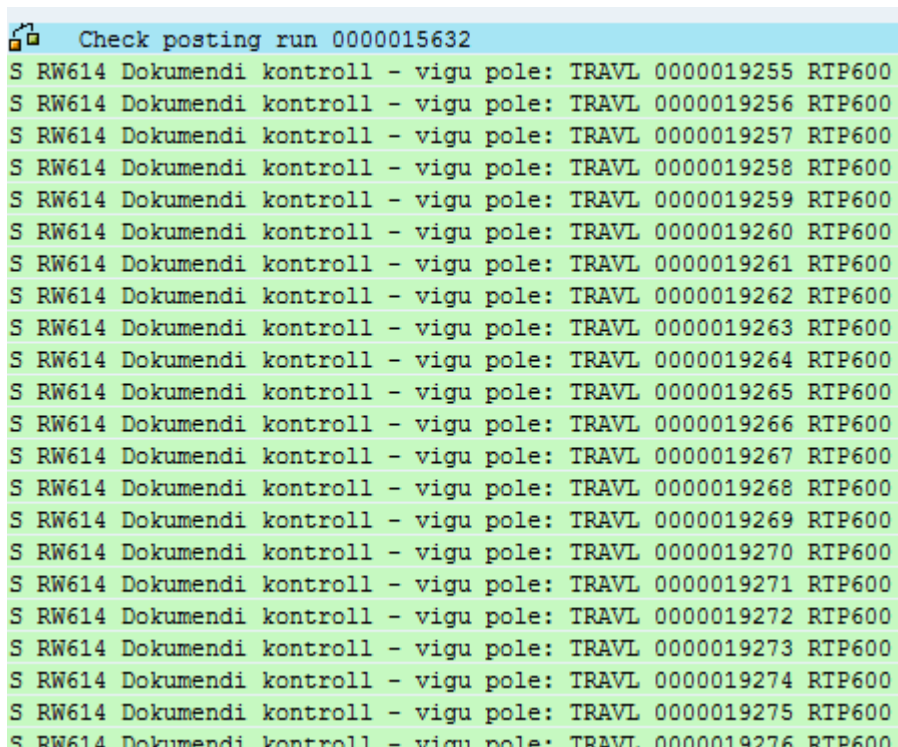 Check posting run 0000015632
S RW614 Dokumendi kontroll - vigu pole: TRAVL 0000019255 RTP600
S RW614 Dokumendi kontroll - vigu pole: TRAVL 0000019256 RTP600
S RW614 Dokumendi kontroll - vigu pole: TRAVL 0000019257 RTP600
S RW614 Dokumendi kontroll - vigu pole: TRAVL 0000019258 RTP600
S RW614 Dokumendi kontroll - vigu pole: TRAVL 0000019259 RTP600
S RW614 Dokumendi kontroll - vigu pole: TRAVL 0000019260 RTP600
S RW614 Dokumendi kontroll - vigu pole: TRAVL 0000019261 RTP600
S RW614 Dokumendi kontroll - vigu pole: TRAVL 0000019262 RTP600
S RW614 Dokumendi kontroll - vigu pole: TRAVL 0000019263 RTP600
S RW614 Dokumendi kontroll - vigu pole: TRAVL 0000019264 RTP600
S RW614 Dokumendi kontroll - vigu pole: TRAVL 0000019265 RTP600
S RW614 Dokumendi kontroll - vigu pole: TRAVL 0000019266 RTP600
S RW614 Dokumendi kontroll - vigu pole: TRAVL 0000019267 RTP600
S RW614 Dokumendi kontroll - vigu pole: TRAVL 0000019268 RTP600
S RW614 Dokumendi kontroll - vigu pole: TRAVL 0000019269 RTP600
S RW614 Dokumendi kontroll - vigu pole: TRAVL 0000019270 RTP600
S RW614 Dokumendi kontroll - vigu pole: TRAVL 0000019271 RTP600
S RW614 Dokumendi kontroll - vigu pole: TRAVL 0000019272 RTP600
S RW614 Dokumendi kontroll - vigu pole: TRAVL 0000019273 RTP600
S RW614 Dokumendi kontroll - vigu pole: TRAVL 0000019274 RTP600
S RW614 Dokumendi kontroll - vigu pole: TRAVL 0000019275 RTP600
S RW614 Dokumendi kontroll - vigu pole: TRAVL 0000019276 RTP600